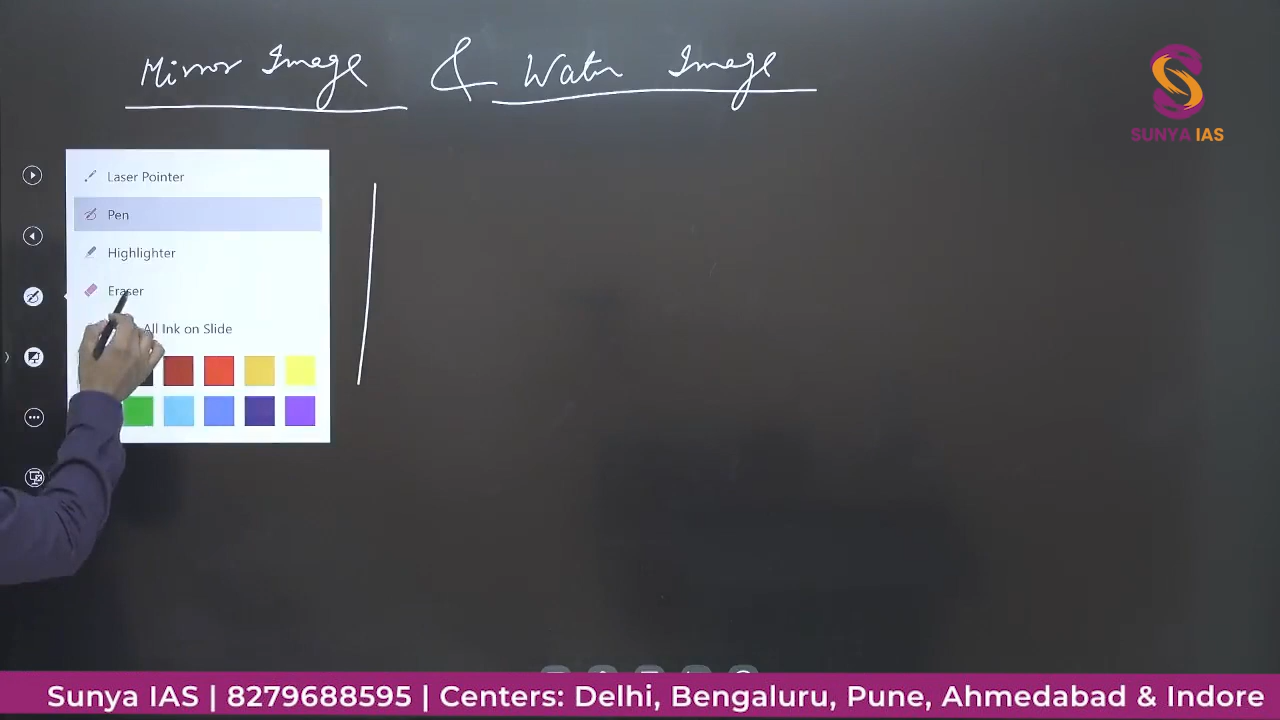 Mirror Image & Water Image
SUNYA IAS
Laser Pointer
Pen
Highlighter
Eraser
All Ink on Slide
Sunya IAS | 8279688595 | Centers: Delhi, Bengaluru, Pune, Ahmedabad & Indore